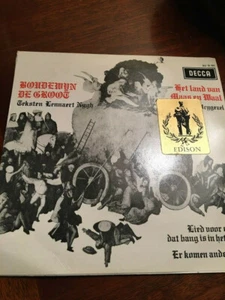 BOUDEWIJN
DE GROOT
Teksten Lennaert Nijgh
DECCA
Het land van
Maas en Waal
EDISON
Lied voor
dat bang is in het
Er komen